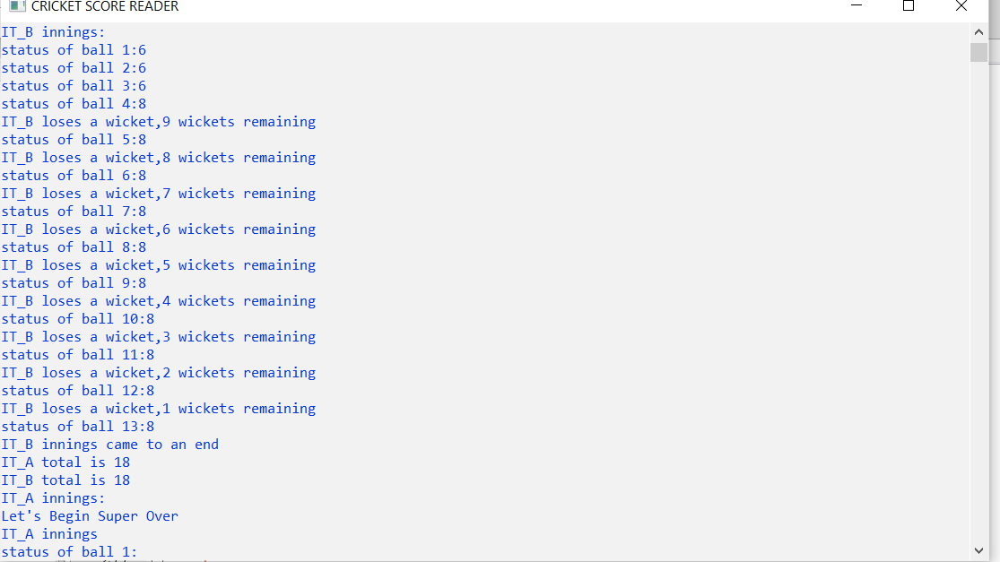 CRICKET SCORE READER
IT_B innings:
status of ball 1:6
status of ball 2:6
status of ball 3:6
status of ball 4:8
IT_B loses a wicket,9 wickets remaining
status of ball 5:8
IT_B loses a wicket,8 wickets remaining
status of ball 6:8
IT_B loses a wicket,7 wickets remaining
status of ball 7:8
IT_B loses a wicket,6 wickets remaining
status of ball 8:8
IT_B loses a wicket,5 wickets remaining
status of ball 9:8
IT_B loses a wicket,4 wickets remaining
status of ball 10:8
IT_B loses a wicket,3 wickets remaining
status of ball 11:8
IT_B loses a wicket,2 wickets remaining
status of ball 12:8
IT_B loses a wicket,1 wickets remaining
status of ball 13:8
IT_B innings came to an end
IT_A total is 18
IT_B total is 18
IT_A innings:
Let's Begin Super Over
IT_A innings
status of ball 1: